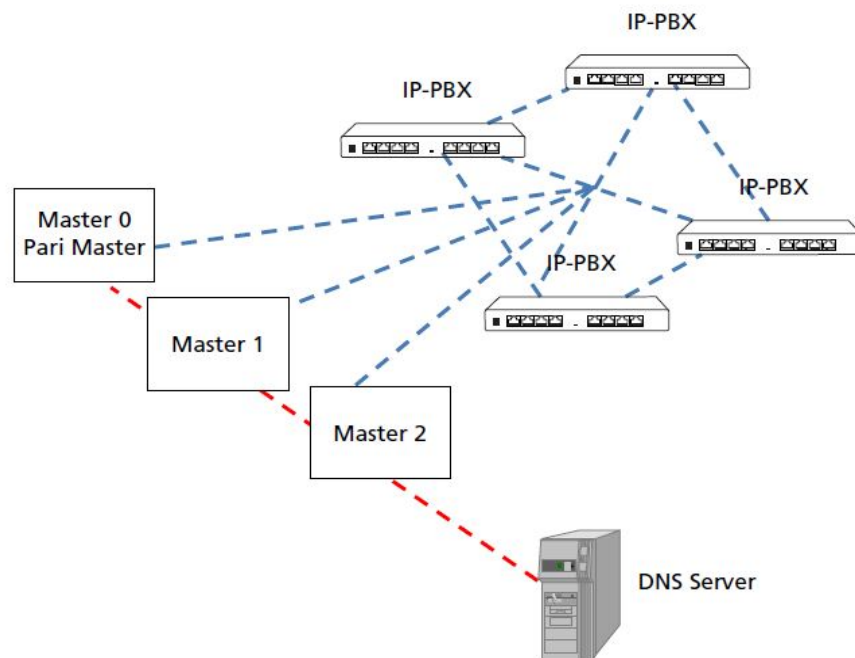 IP-PBX
IP-PBX
IP-PBX
Master 0
Pari Master
IP-PBX
Master 1
Master 2
DNS Server